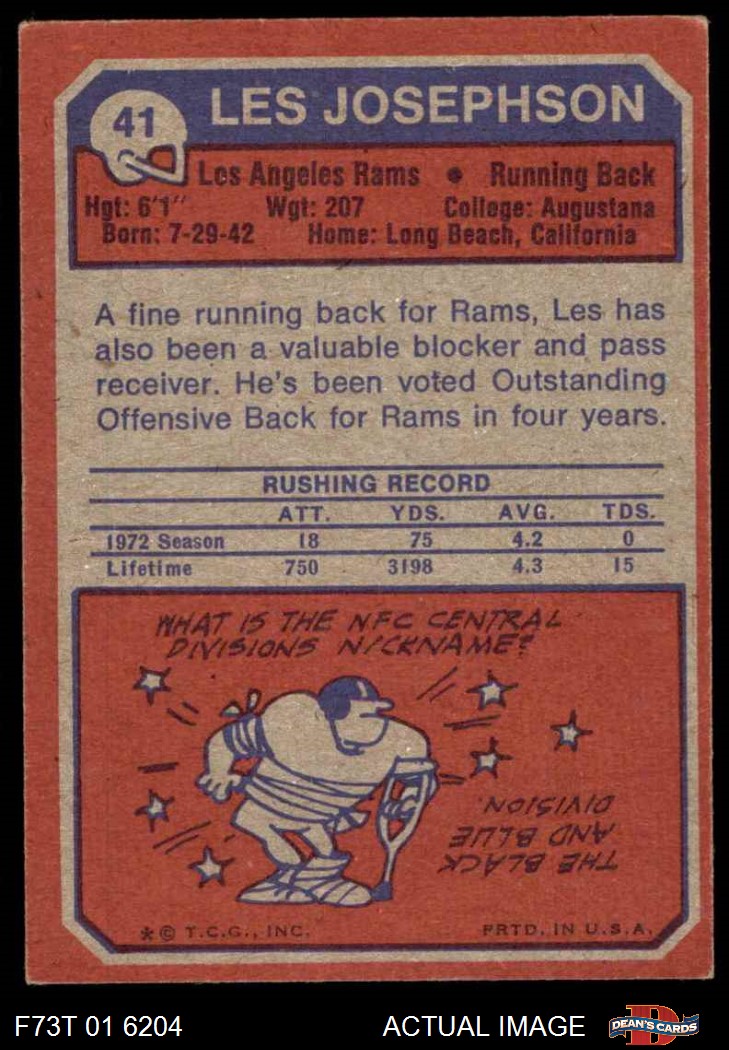 41
LES JOSEPHSON
Los Angeles Rams • Running Back
Hgt: 6'1" Wgt: 207 College: Augustana
Born: 7-29-42 Home: Long Beach, California
A fine running back for Rams, Les has
also been a valuable blocker and pass
receiver. He's been voted Outstanding
Offensive Back for Rams in four years.
RUSHING RECORD
ATT. YDS. AVG. TDS.
1972 Season 18 75 4.2 0
Lifetime 750 3198 4.3 15
WHAT IS THE NFC CENTRAL
DIVISIONS NICKNAME?
THE BLACK
AND BLUE
DIVISION
*© T.C.G., INC. PRTD. IN U.S.A.
F73T 01 6204 ACTUAL IMAGE
D
DEAN'S CARDS